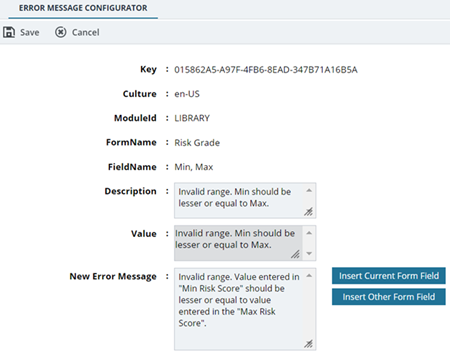 ERROR MESSAGE CONFIGURATOR
Save Cancel
Key : 015862A5-A97F-4FB6-8EAD-347B71A16B5A
Culture : en-US
ModuleId : LIBRARY
FormName : Risk Grade
FieldName : Min, Max
Description : Invalid range. Min should be
lesser or equal to Max.
Value : Invalid range. Min should be
lesser or equal to Max.
New Error Message : Invalid range. Value entered in
"Min Risk Score" should be
lesser or equal to value
entered in the "Max Risk
Score".
Insert Current Form Field
Insert Other Form Field